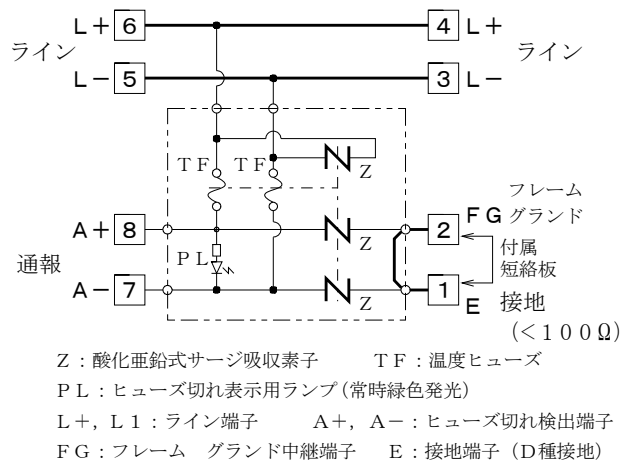 L+ 6 4 L+
ライン ライン
L− 5 3 L−
Z
TF TF
フレーム
A+ 8 Z 2 FG グランド
通報 PL 付属
短絡板
A− 7 Z 1 E 接地
(<100Ω)
Z：酸化亜鉛式サージ吸収素子 TF：温度ヒューズ
PL：ヒューズ切れ表示用ランプ(常時緑色発光)
L+, L1：ライン端子 A+, A−：ヒューズ切れ検出端子
FG：フレーム グランド中継端子 E：接地端子（D種接地）